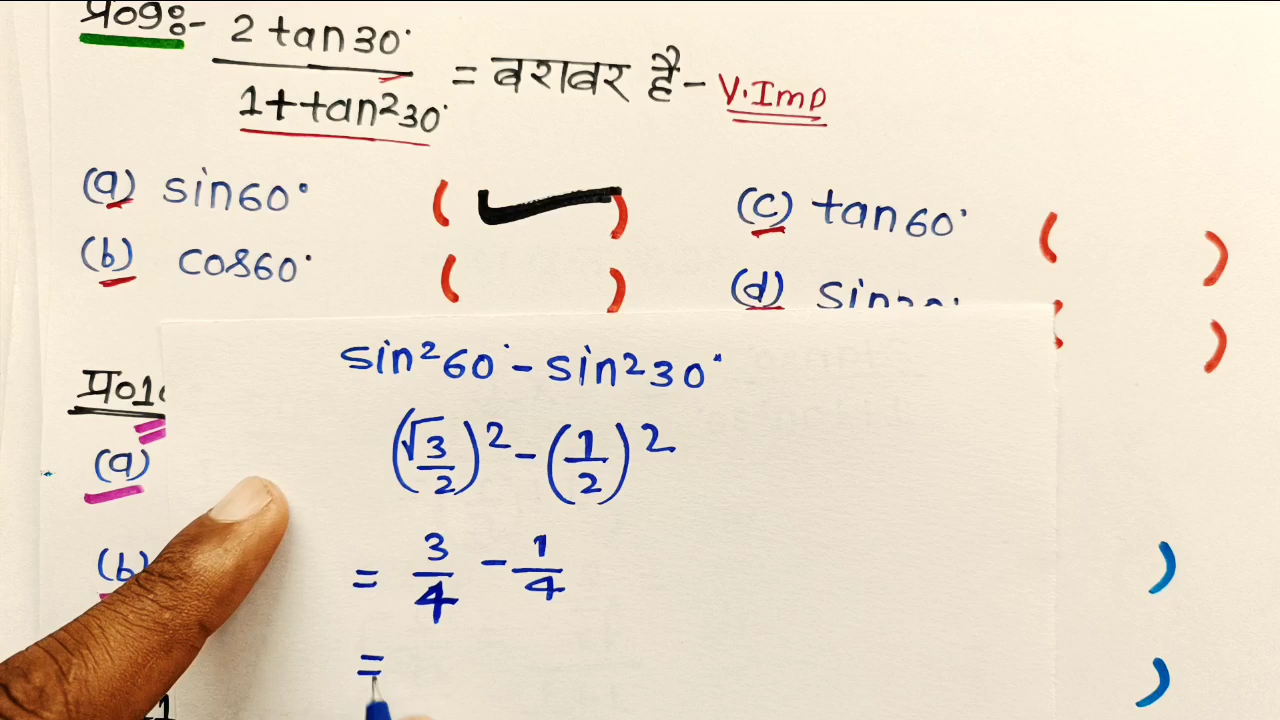 प्र०9ः- 2 tan30° / 1+tan²30° = बराबर है- V.Imp
(a) sin60° ( ) (c) tan60° ( )
(b) cos60° ( ) (d) ( )
sin²60° - sin²30°
(√3/2)² - (1/2)²
(a)
= 3/4 - 1/4
(b)
=